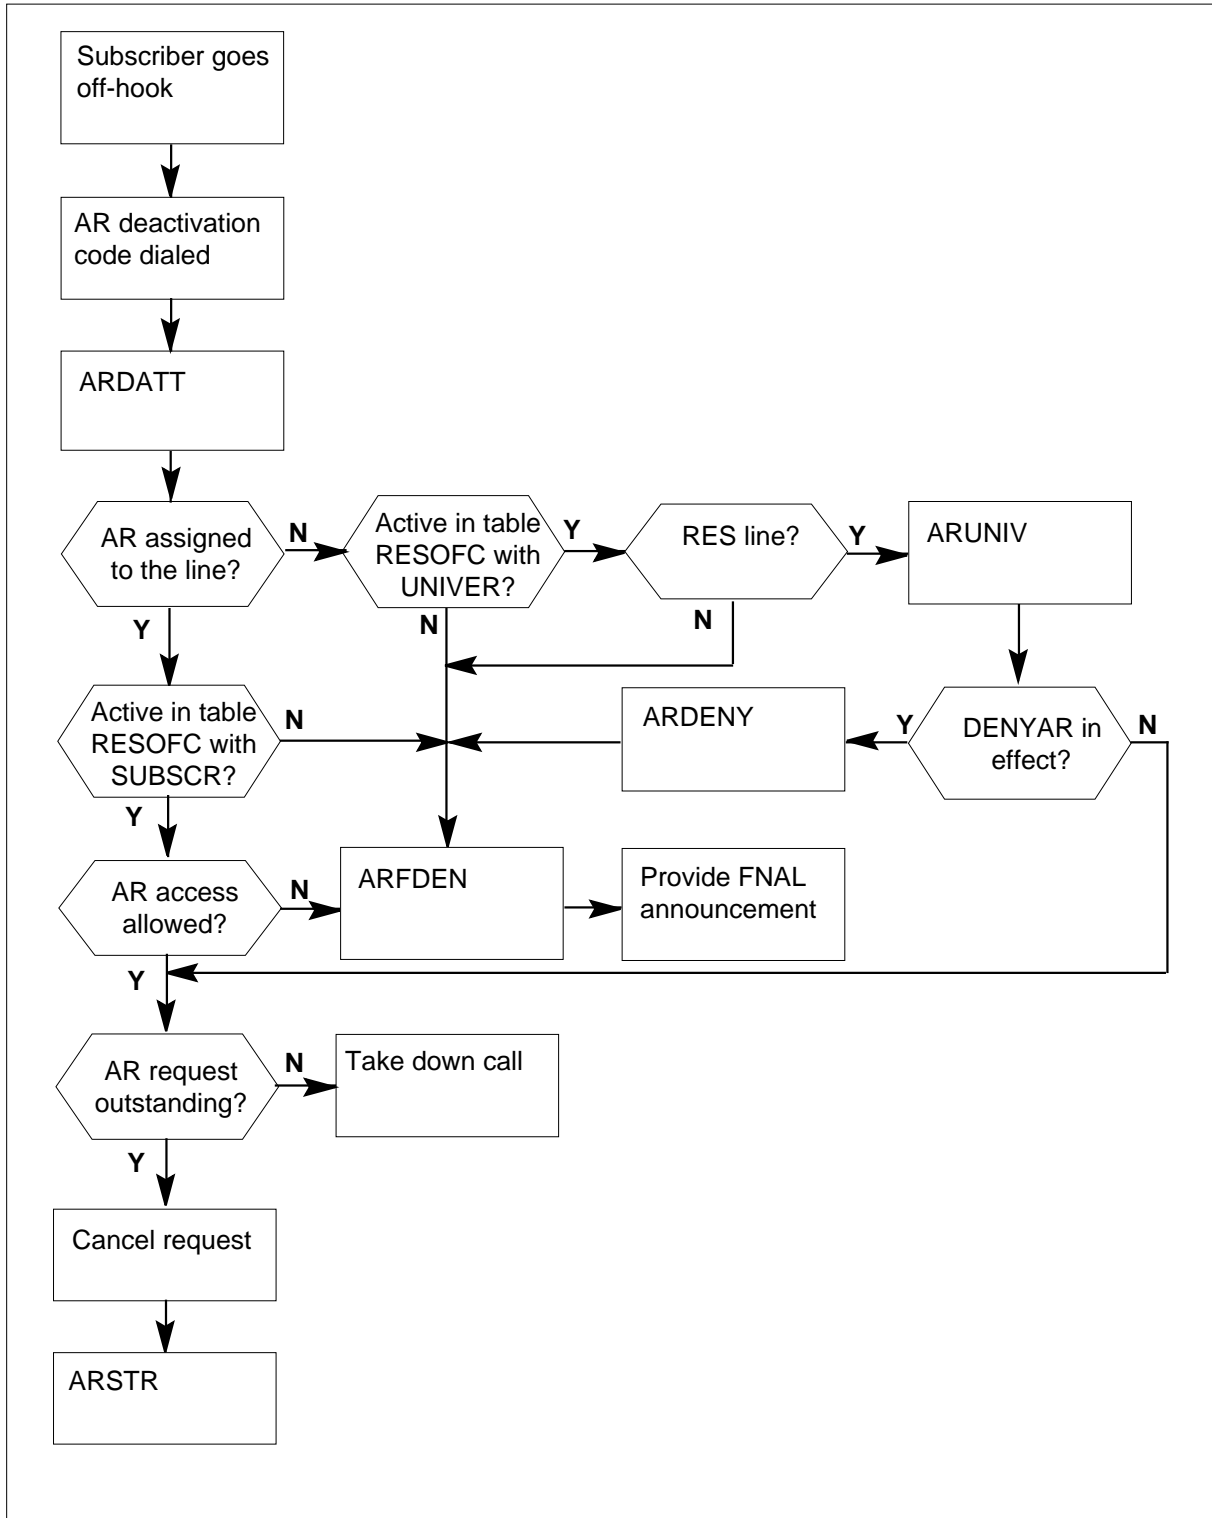 Subscriber goes
off-hook
AR deactivation
code dialed
ARDATT
AR assigned
to the line?
N
Active in table
RESOFC with
UNIVER?
Y
RES line?
Y
ARUNIV
Y
N
N
Active in table
RESOFC with
SUBSCR?
N
ARDENY
Y
DENYAR in
effect?
N
Y
AR access
allowed?
N
ARFDEN
Provide FNAL
announcement
Y
AR request
outstanding?
N
Take down call
Y
Cancel request
ARSTR